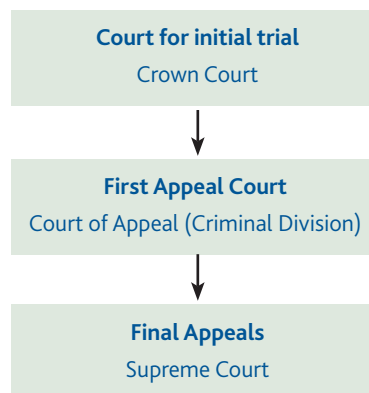 Court for initial trial
Crown Court
First Appeal Court
Court of Appeal (Criminal Division)
Final Appeals
Supreme Court